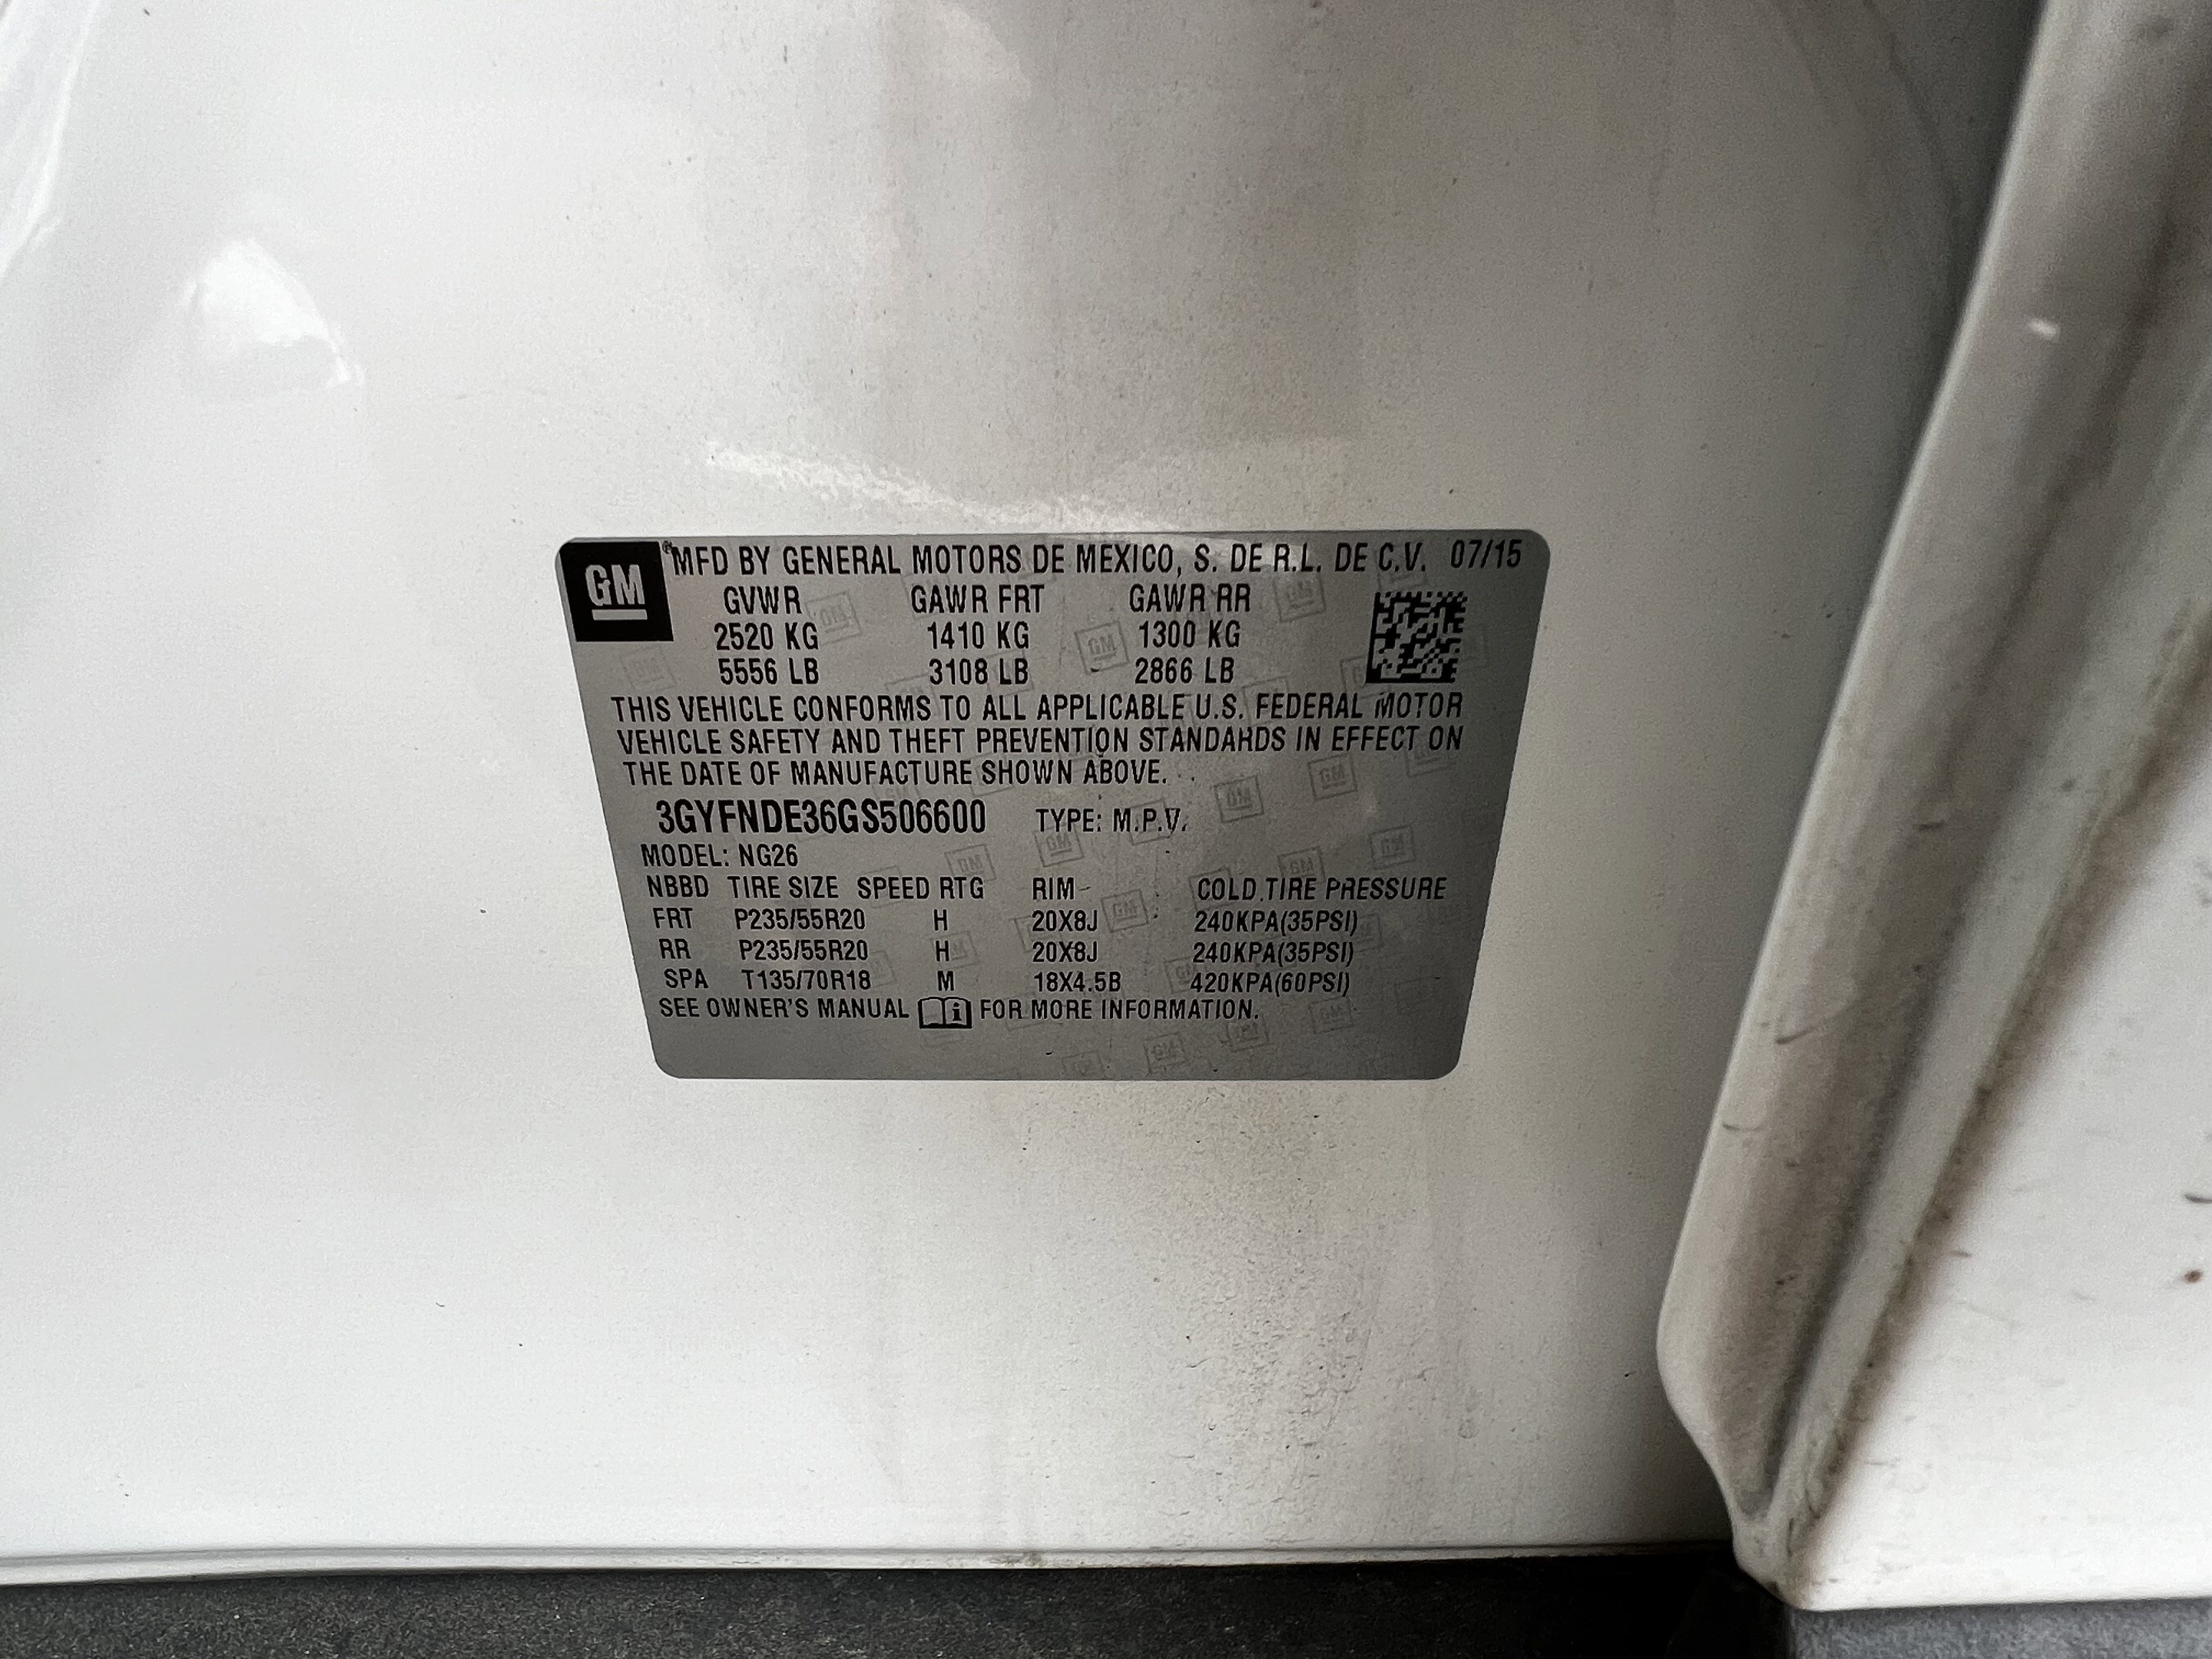 GM
®MFD BY GENERAL MOTORS DE MEXICO, S. DE R.L. DE C.V. 07/15
GVWR GAWR FRT GAWR RR
2520 KG 1410 KG 1300 KG
5556 LB 3108 LB 2866 LB
THIS VEHICLE CONFORMS TO ALL APPLICABLE U.S. FEDERAL MOTOR
VEHICLE SAFETY AND THEFT PREVENTION STANDARDS IN EFFECT ON
THE DATE OF MANUFACTURE SHOWN ABOVE.
3GYFNDE36GS506600 TYPE: M.P.V.
MODEL: NG26
NBBD TIRE SIZE SPEED RTG RIM COLD TIRE PRESSURE
FRT P235/55R20 H 20X8J 240KPA(35PSI)
RR P235/55R20 H 20X8J 240KPA(35PSI)
SPA T135/70R18 M 18X4.5B 420KPA(60PSI)
SEE OWNER'S MANUAL i FOR MORE INFORMATION.